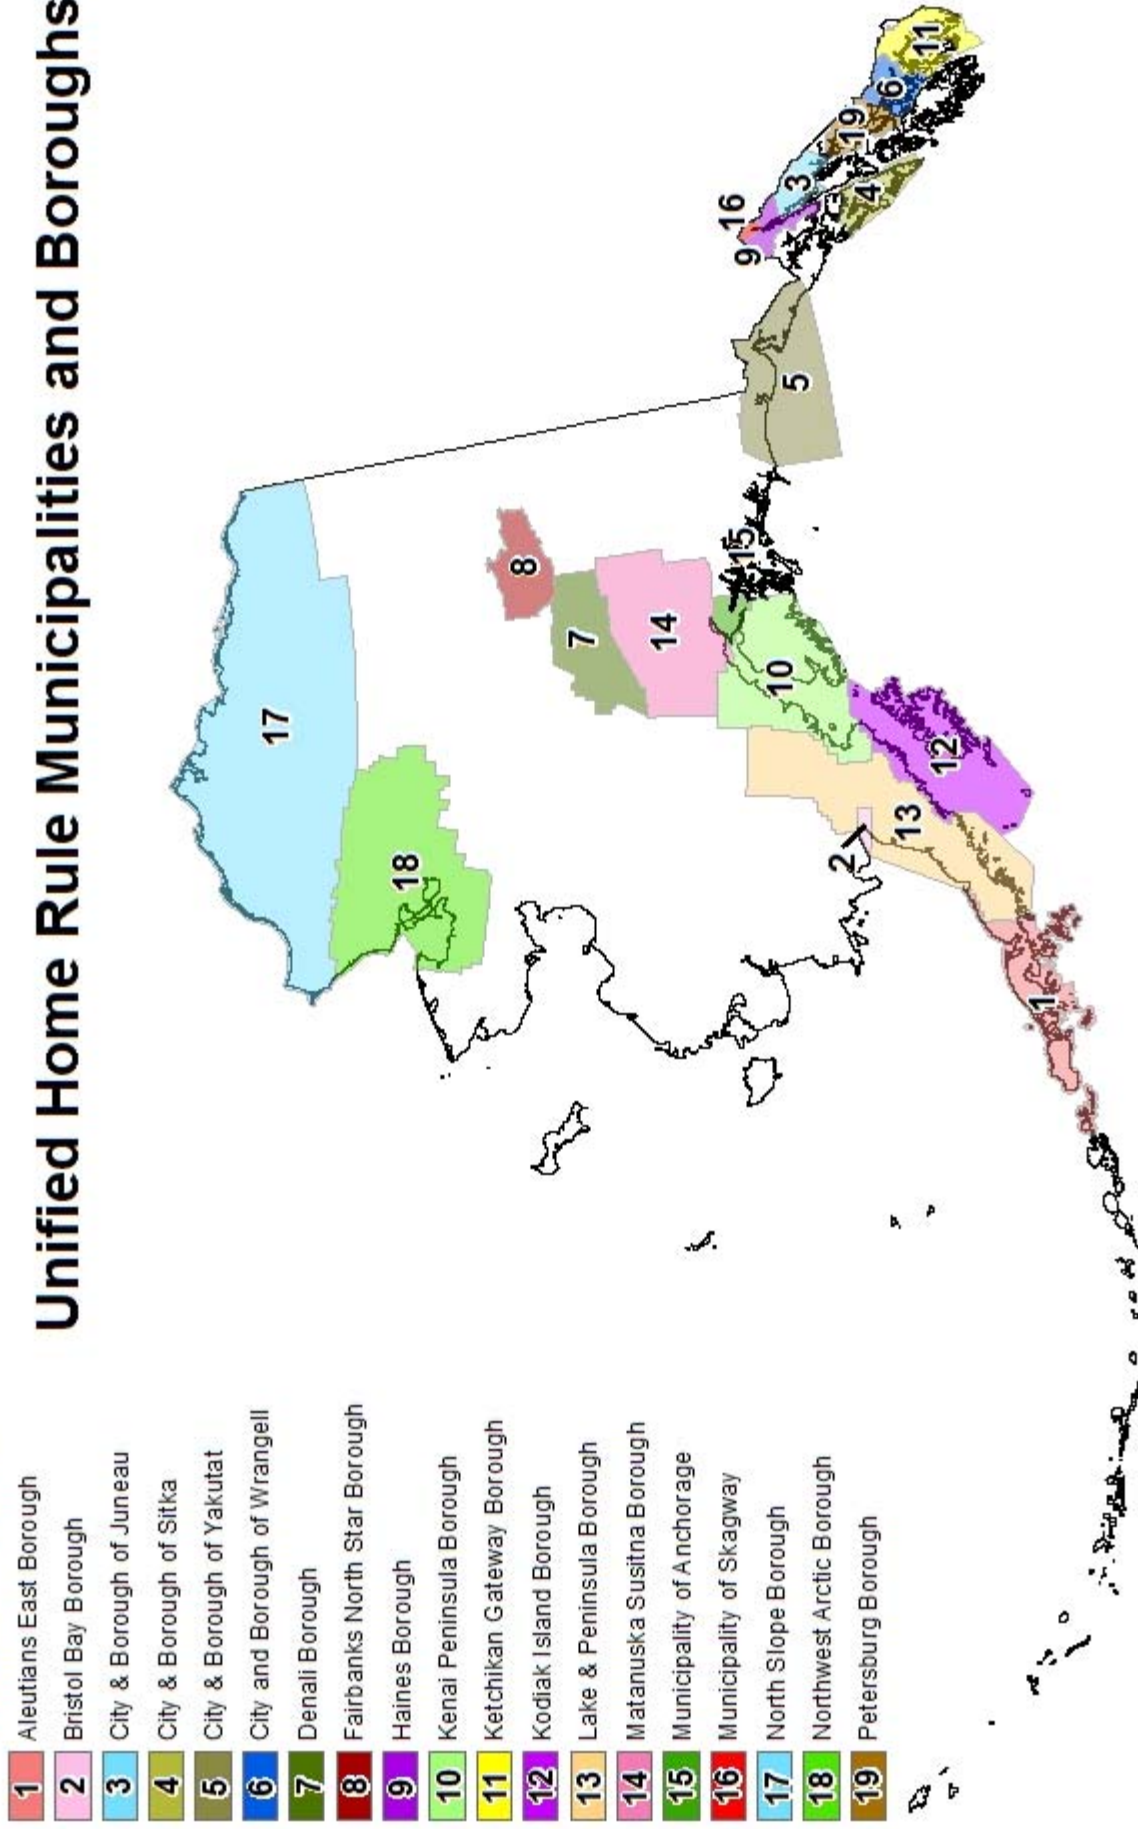 Unified Home Rule Municipalities and Boroughs
1 Aleutians East Borough
2 Bristol Bay Borough
3 City & Borough of Juneau
4 City & Borough of Sitka
5 City & Borough of Yakutat
6 City and Borough of Wrangell
7 Denali Borough
8 Fairbanks North Star Borough
9 Haines Borough
10 Kenai Peninsula Borough
11 Ketchikan Gateway Borough
12 Kodiak Island Borough
13 Lake & Peninsula Borough
14 Matanuska Susitna Borough
15 Municipality of Anchorage
16 Municipality of Skagway
17 North Slope Borough
18 Northwest Arctic Borough
19 Petersburg Borough
17
18
8
7
14
15
10
2
13
12
1
5
16
9
3
4
19
6
11